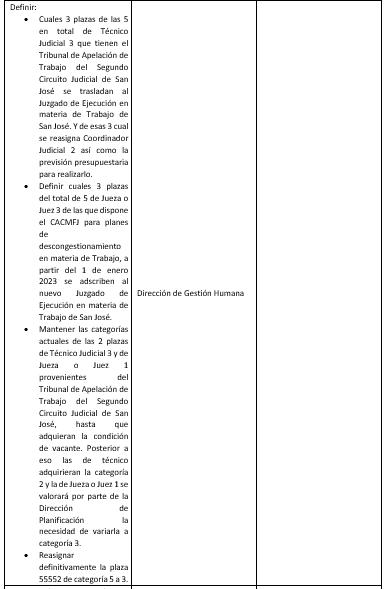 Definir:
• Cuales 3 plazas de las 5
en total de Técnico
Judicial 3 que tienen el
Tribunal de Apelación de
Trabajo del Segundo
Circuito Judicial de San
José se trasladan al
Juzgado de Ejecución en
materia de Trabajo de
San José. Y de esas 3 cual
se reasigna Coordinador
Judicial 2 así como la
previsión presupuestaria
para realizarlo.
• Definir cuales 3 plazas
del total de 5 de Jueza o
Juez 3 de las que dispone
el CACMFJ para planes
de
descongestionamiento
en materia de Trabajo, a
partir del 1 de enero
2023 se adscriben al
nuevo Juzgado de
Ejecución en materia de
Trabajo de San José.
Dirección de Gestión Humana
• Mantener las categorías
actuales de las 2 plazas
de Técnico Judicial 3 y de
Jueza o Juez 1
provenientes del
Tribunal de Apelación de
Trabajo del Segundo
Circuito Judicial de San
José, hasta que
adquieran la condición
de vacante. Posterior a
eso las de técnico
adquirieran la categoría
2 y la de Jueza o Juez 1 se
valorará por parte de la
Dirección de
Planificación la
necesidad de variarla a
categoría 3.
• Reasignar
definitivamente la plaza
55552 de categoría 5 a 3.